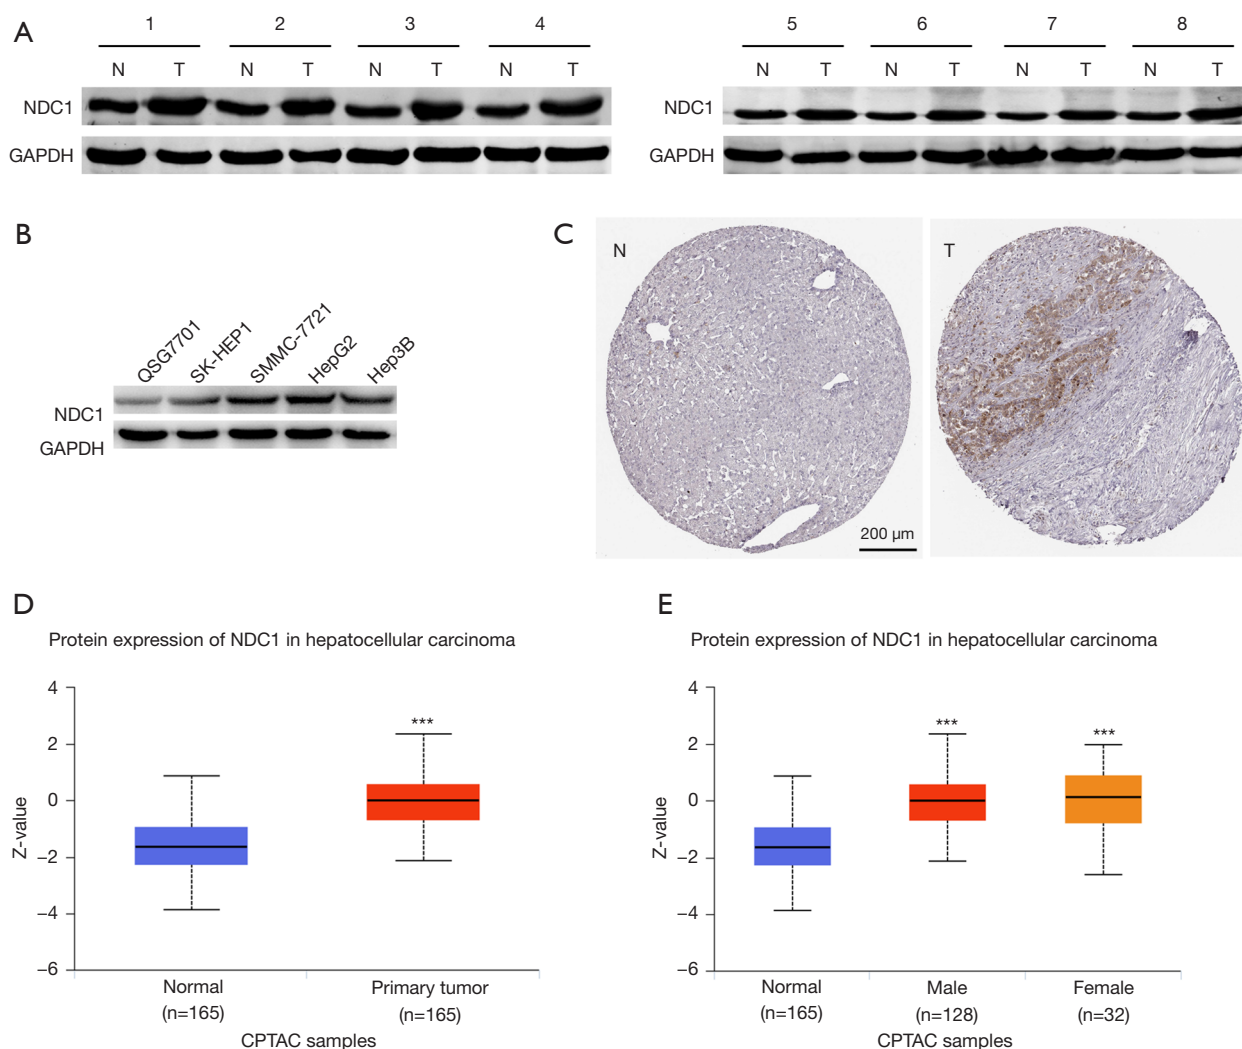 A
1 2 3 4 5 6 7 8
N T N T N T N T N T N T N T N T
NDC1 NDC1
GAPDH GAPDH
B
QSG7701 SK-HEP1 SMMC-7721 HepG2 Hep3B
NDC1
GAPDH
C
N T
200 µm
D
Protein expression of NDC1 in hepatocellular carcinoma
Z-value
4
2
0
−2
−4
−6
***
Normal Primary tumor
(n=165) (n=165)
CPTAC samples
E
Protein expression of NDC1 in hepatocellular carcinoma
Z-value
4
2
0
−2
−4
−6
*** ***
Normal Male Female
(n=165) (n=128) (n=32)
CPTAC samples